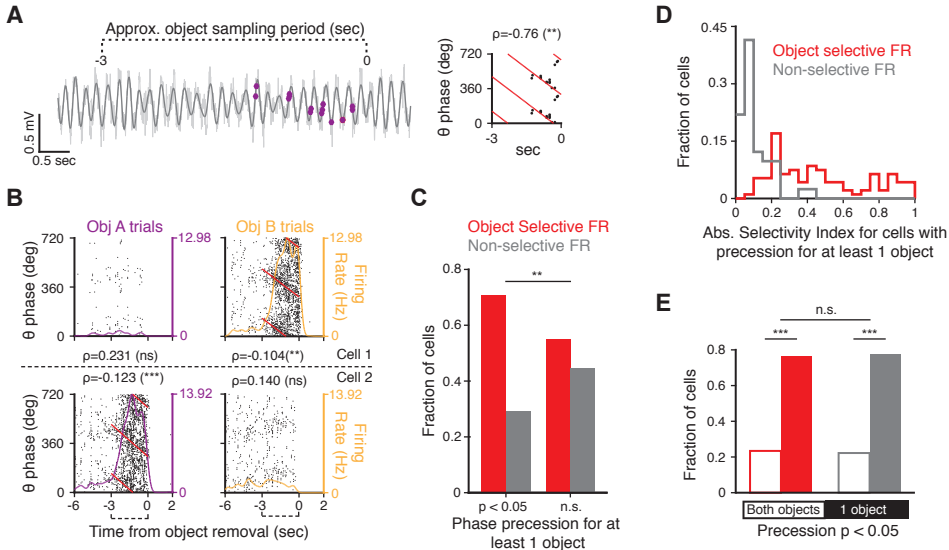 A
Approx. object sampling period (sec)
-3
0
0.5 mV
0.5 sec
ρ=-0.76 (**)
θ phase (deg)
720
360
0
-3
0
sec
B
Obj A trials
Obj B trials
θ phase (deg)
720
360
0
12.98
0
720
360
0
12.98
0
Firing
Rate (Hz)
ρ=0.231 (ns)
ρ=-0.104(**)
Cell 1
ρ=-0.123 (***)
ρ=0.140 (ns)
Cell 2
θ phase (deg)
720
360
0
13.92
0
720
360
0
13.92
0
Firing
Rate (Hz)
-6
-3
0
2
-6
-3
0
2
Time from object removal (sec)
C
Object Selective FR
Non-selective FR
Fraction of cells
0.8
0.6
0.4
0.2
0
**
p < 0.05
n.s.
Phase precession for at
least 1 object
D
Object selective FR
Non-selective FR
Fraction of cells
0.45
0.30
0.15
0
0
0.2
0.6
1
Abs. Selectivity Index for cells with
precession for at least 1 object
E
n.s.
***
***
Fraction of cells
0.8
0.4
0.2
0
Both objects
1 object
Precession p < 0.05